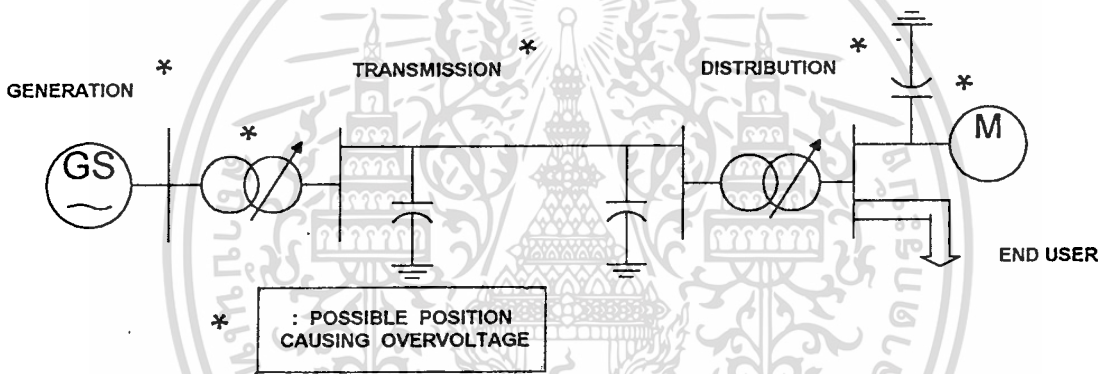 GENERATION *
TRANSMISSION *
DISTRIBUTION *
*
*
GS
M
END USER
* : POSSIBLE POSITION
CAUSING OVERVOLTAGE